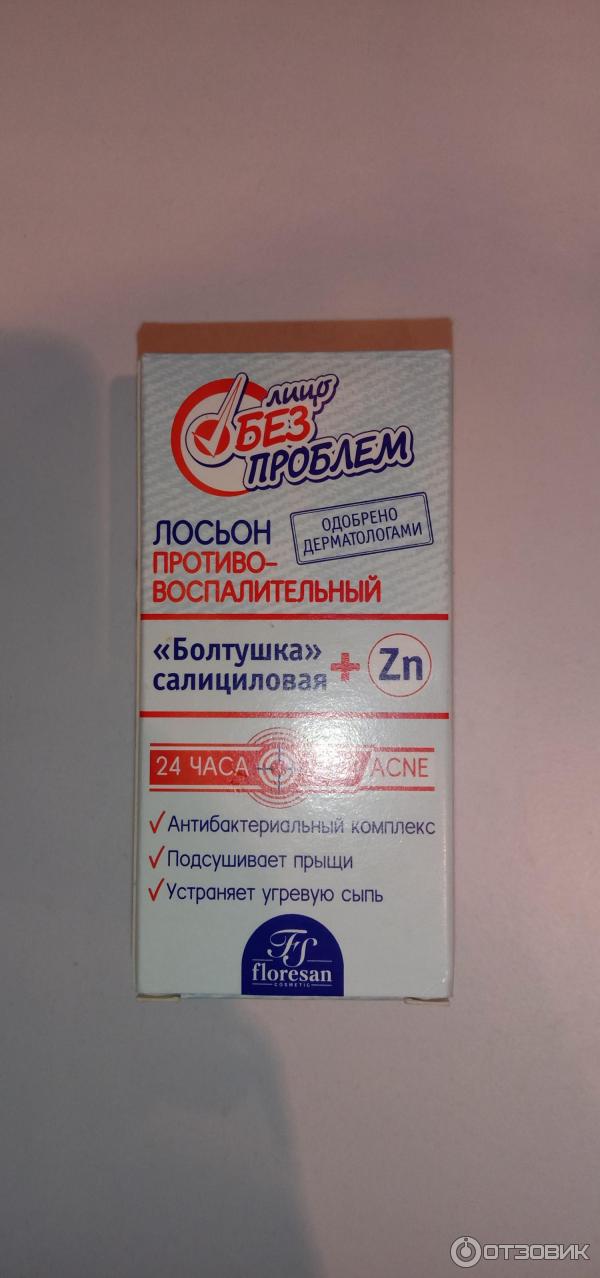 лицо
БЕЗ
ПРОБЛЕМ
ОДОБРЕНО
ДЕРМАТОЛОГАМИ
ЛОСЬОН
ПРОТИВО-
ВОСПАЛИТЕЛЬНЫЙ
«Болтушка»
салициловая + Zn
24 ЧАСА ACNE
Антибактериальный комплекс
Подсушивает прыщи
Устраняет угревую сыпь
FS
floresan
COSMETIC
ОТЗОВИК